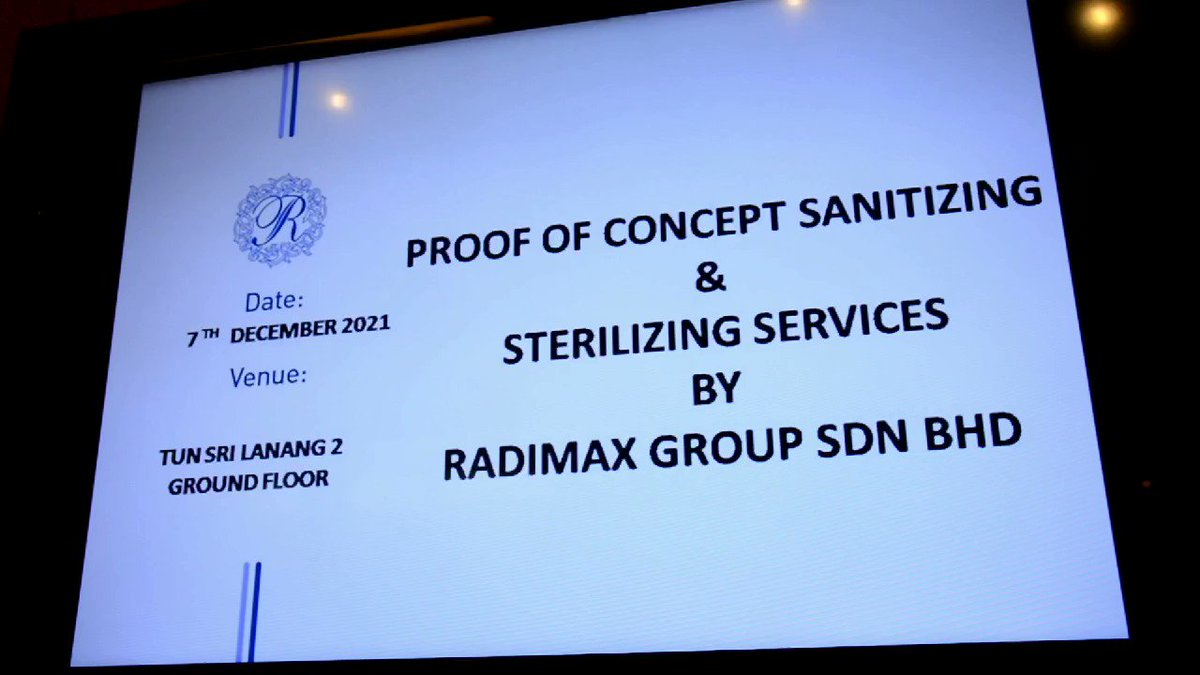 R
Date:
7TH DECEMBER 2021
Venue:
TUN SRI LANANG 2
GROUND FLOOR
PROOF OF CONCEPT SANITIZING
&
STERILIZING SERVICES
BY
RADIMAX GROUP SDN BHD